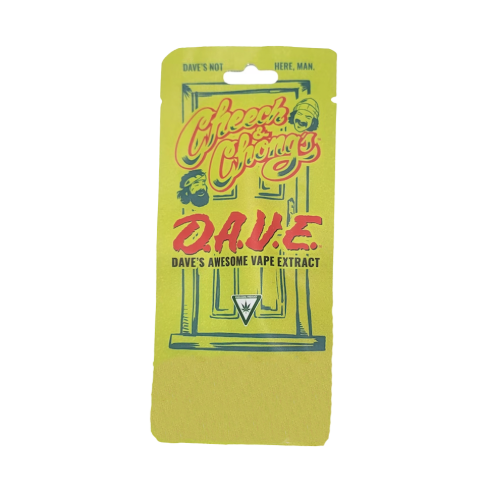 DAVE'S NOT HERE, MAN.
Cheech
&
Chong's
D.A.V.E.
DAVE'S AWESOME VAPE EXTRACT